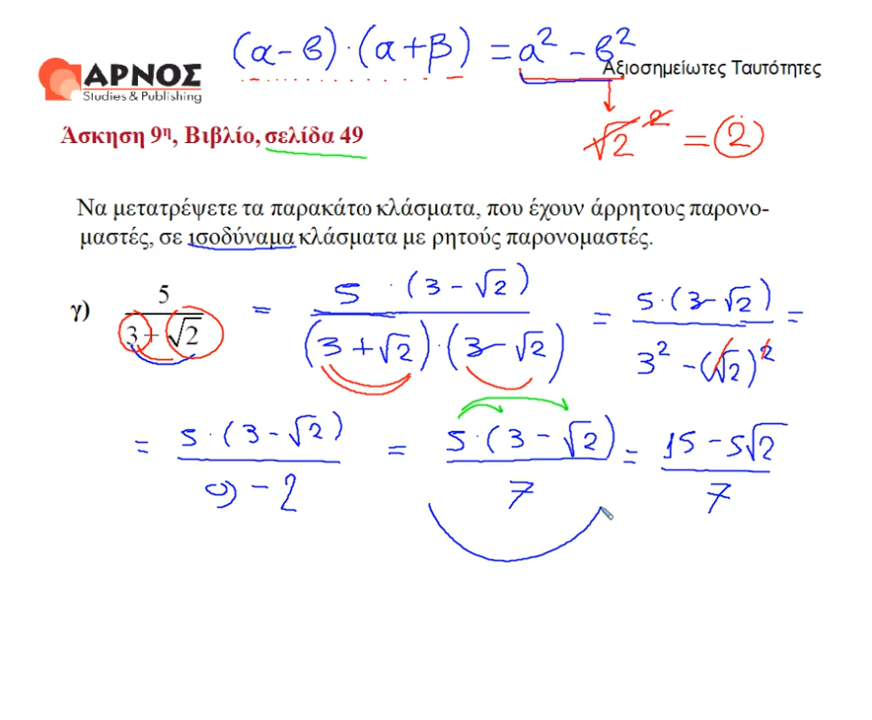 (α - β) · (α + β) = α² - β²
ΑΡΝΟΣ
Studies & Publishing
Αξιοσημείωτες Ταυτότητες
√2² = 2
Άσκηση 9η, Βιβλίο, σελίδα 49
Να μετατρέψετε τα παρακάτω κλάσματα, που έχουν άρρητους παρονο-
μαστές, σε ισοδύναμα κλάσματα με ρητούς παρονομαστές.
γ) 5 / (3 + √2) = 5 · (3 - √2) / (3 + √2) · (3 - √2) = 5 · (3 - √2) / 3² - (√2)² =
= 5 · (3 - √2) / 9 - 2 = 5 · (3 - √2) / 7 = 15 - 5√2 / 7